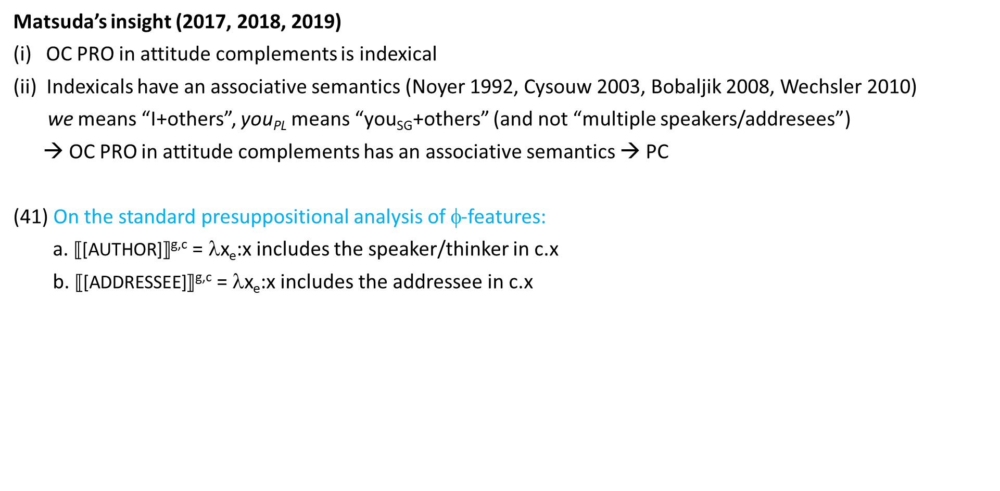 Matsuda’s insight (2017, 2018, 2019)
(i) OC PRO in attitude complements is indexical
(ii) Indexicals have an associative semantics (Noyer 1992, Cysouw 2003, Bobaljik 2008, Wechsler 2010)
we means “I+others”, youPL means “youSG+others” (and not “multiple speakers/addresees”)
→ OC PRO in attitude complements has an associative semantics → PC
(41) On the standard presuppositional analysis of ϕ-features:
a. ⟦[AUTHOR]⟧g,c = λxe:x includes the speaker/thinker in c.x
b. ⟦[ADDRESSEE]⟧g,c = λxe:x includes the addressee in c.x